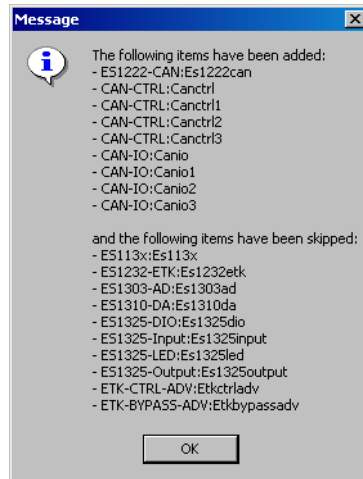 Message
The following items have been added:
- ES1222-CAN:Es1222can
- CAN-CTRL:Canctrl
- CAN-CTRL:Canctrl1
- CAN-CTRL:Canctrl2
- CAN-CTRL:Canctrl3
- CAN-IO:Canio
- CAN-IO:Canio1
- CAN-IO:Canio2
- CAN-IO:Canio3
and the following items have been skipped:
- ES113x:Es113x
- ES1232-ETK:Es1232etk
- ES1303-AD:Es1303ad
- ES1310-DA:Es1310da
- ES1325-DIO:Es1325dio
- ES1325-Input:Es1325input
- ES1325-LED:Es1325led
- ES1325-Output:Es1325output
- ETK-CTRL-ADV:Etkctrladv
- ETK-BYPASS-ADV:Etkbypassadv
OK